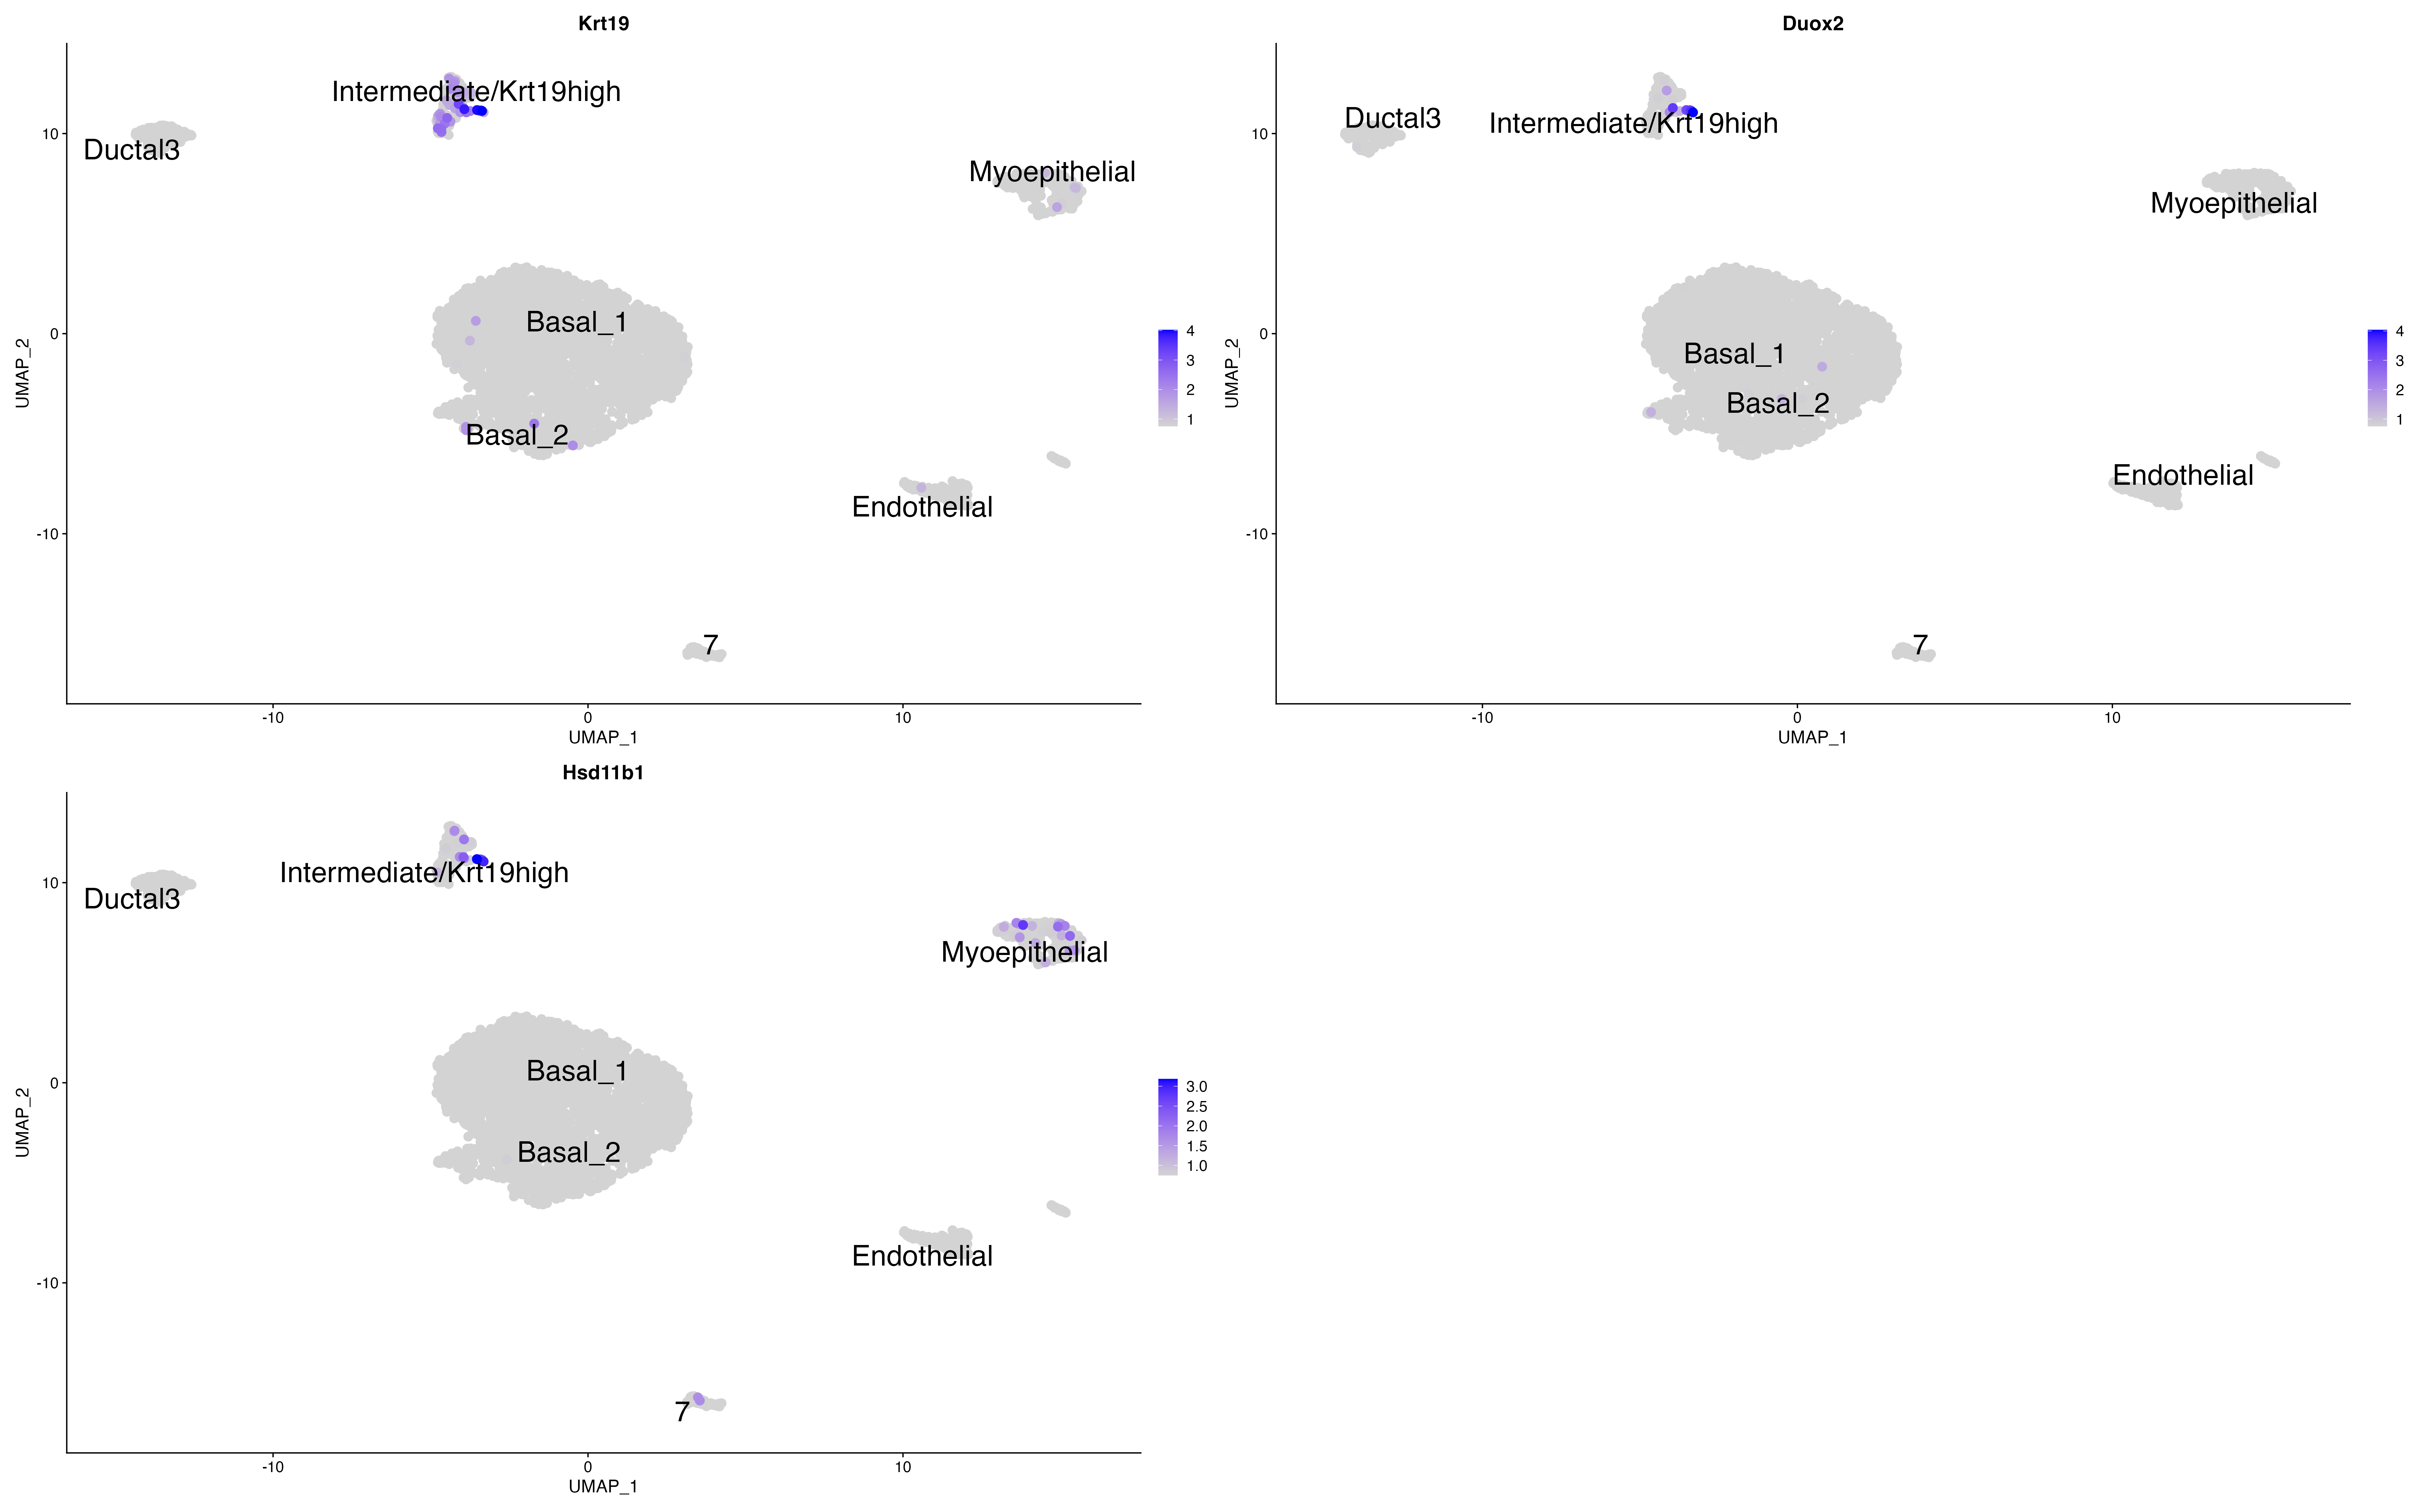 Krt19
Intermediate/Krt19high
10
Ductal3
Myoepithelial
0
Basal_1
Basal_2
Endothelial
-10
7
UMAP_2
-10
0
10
UMAP_1
4
3
2
1
Duox2
Ductal3
Intermediate/Krt19high
10
Myoepithelial
0
Basal_1
Basal_2
Endothelial
-10
7
UMAP_2
-10
0
10
UMAP_1
4
3
2
1
Hsd11b1
Intermediate/Krt19high
10
Ductal3
Myoepithelial
0
Basal_1
Basal_2
Endothelial
-10
7
UMAP_2
-10
0
10
UMAP_1
3.0
2.5
2.0
1.5
1.0